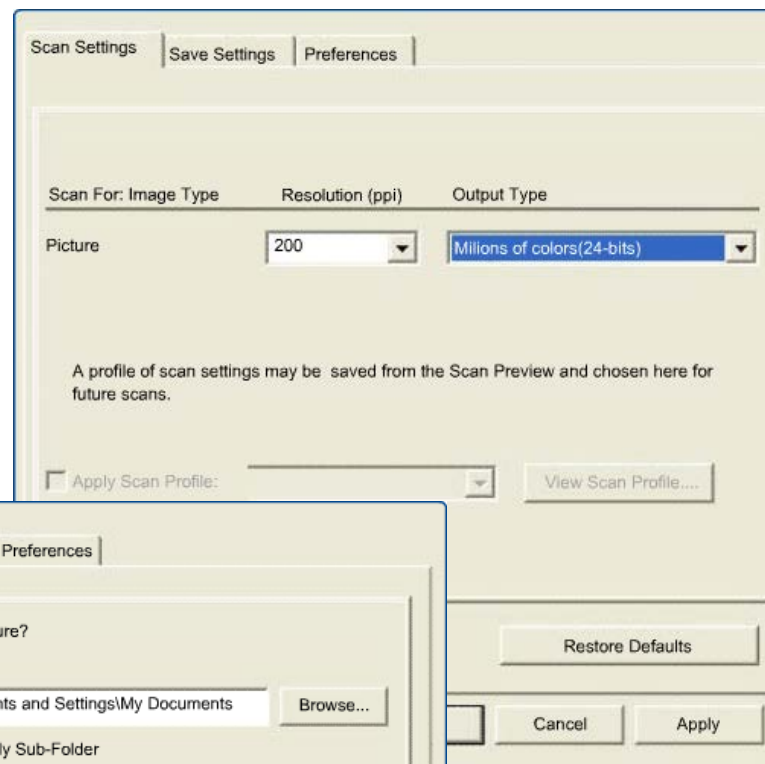 Scan Settings Save Settings Preferences
Scan For: Image Type Resolution (ppi) Output Type
Picture 200 Milions of colors(24-bits)
A profile of scan settings may be saved from the Scan Preview and chosen here for
future scans.
Apply Scan Profile: View Scan Profile....
Restore Defaults
Cancel Apply
Preferences
ure?
nts and Settings\My Documents Browse...
ly Sub-Folder